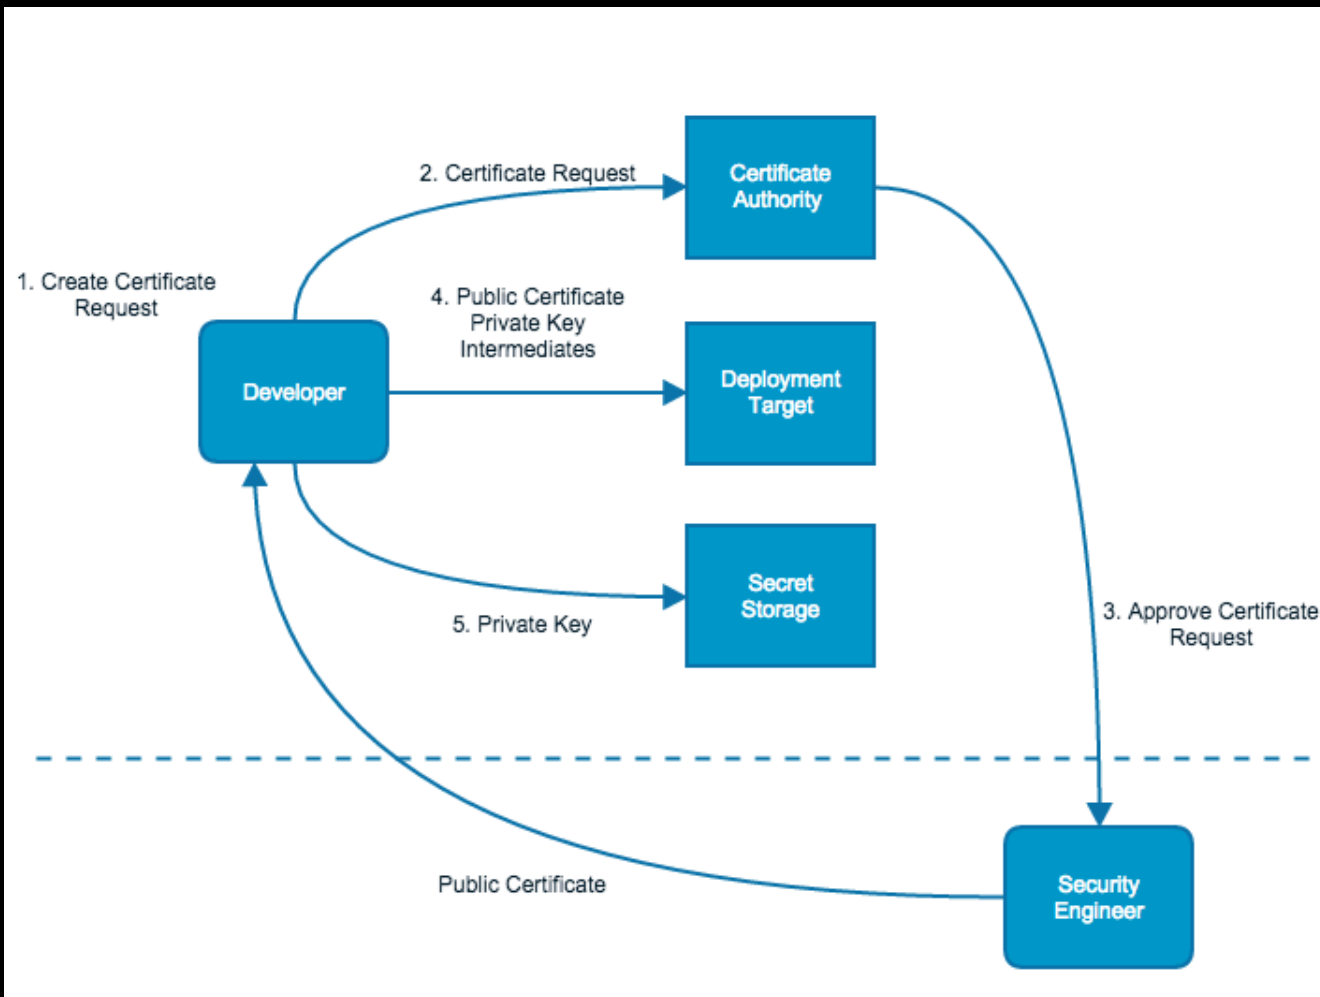 2. Certificate Request
Certificate
Authority
1. Create Certificate
Request
4. Public Certificate
Private Key
Intermediates
Developer
Deployment
Target
Secret
Storage
5. Private Key
3. Approve Certificate
Request
Public Certificate
Security
Engineer